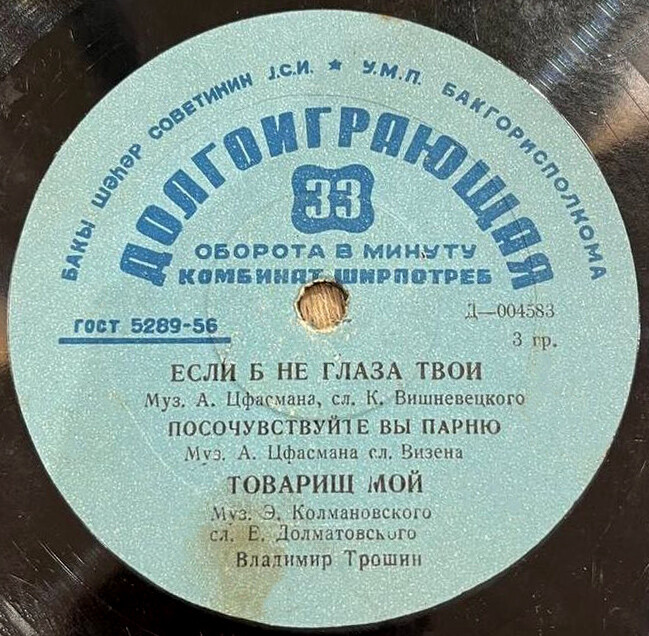 БАКЫ ШӘҺӘР СОВЕТИНИН Ј.С.И. ★ У.М.П. БАКГОРИСПОЛКОМА
ДОЛГОИГРАЮЩАЯ
33
ОБОРОТА В МИНУТУ
КОМБИНАТ ШИРПОТРЕБ
ГОСТ 5289-56
Д—004583
3 гр.
ЕСЛИ Б НЕ ГЛАЗА ТВОИ
Муз. А. Цфасмана, сл. К. Вишневецкого
ПОСОЧУВСТВУЙТЕ ВЫ ПАРНЮ
Муз. А. Цфасмана сл. Визена
ТОВАРИЩ МОЙ
Муз. Э. Колмановского
сл. Е. Долматовского
Владимир Трошин